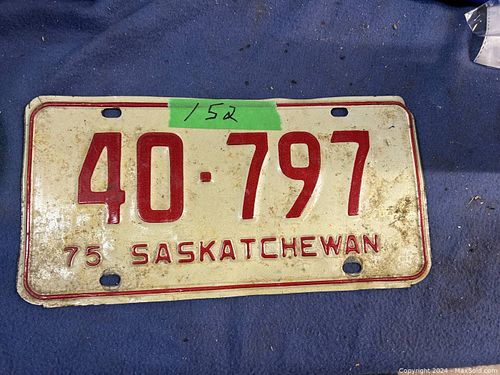 152
40·797
75 SASKATCHEWAN
Copyright 2024 - MaxSold.com